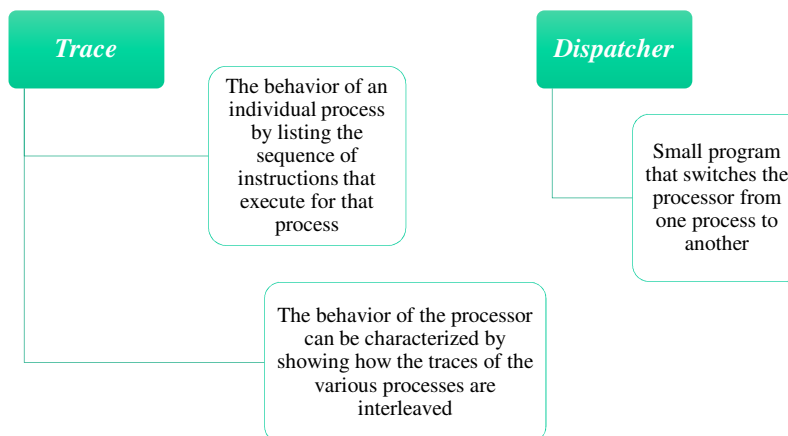 Trace
The behavior of an
individual process
by listing the
sequence of
instructions that
execute for that
process
The behavior of the processor
can be characterized by
showing how the traces of the
various processes are
interleaved
Dispatcher
Small program
that switches the
processor from
one process to
another